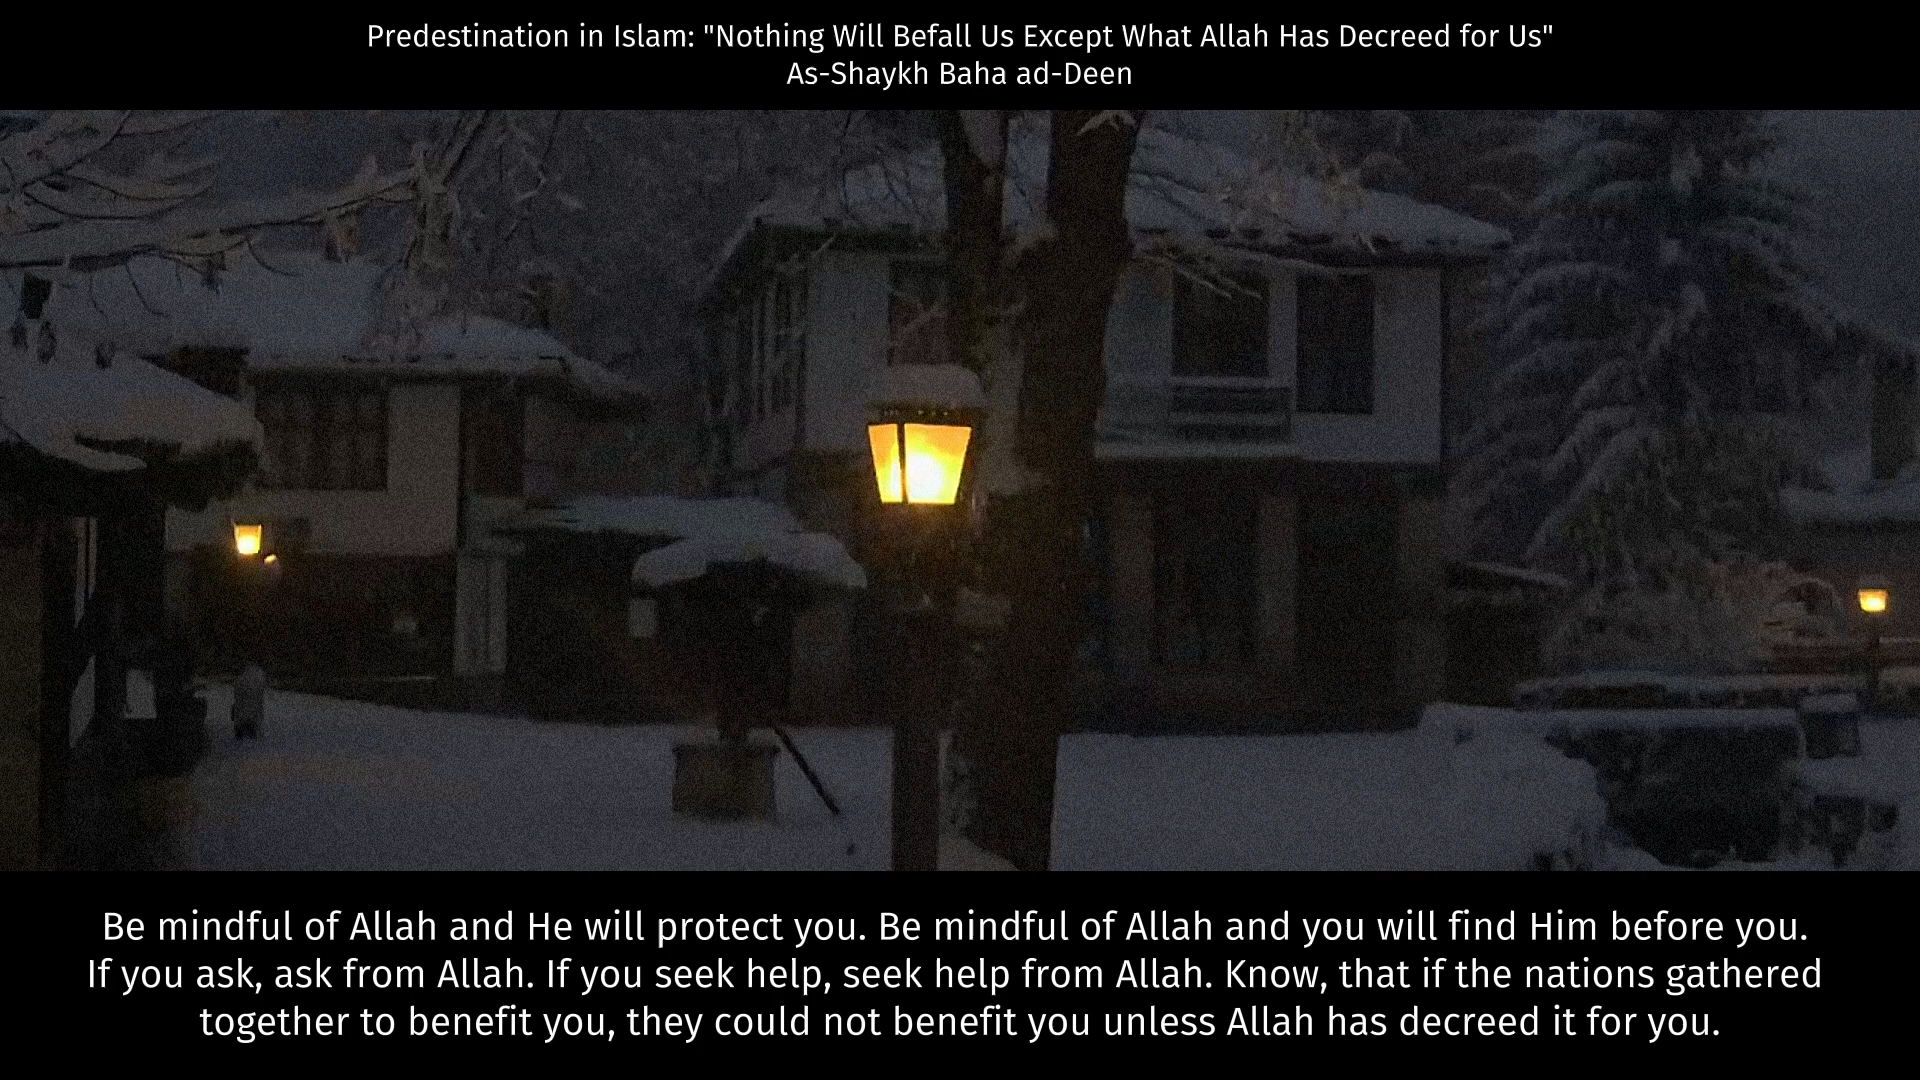 Predestination in Islam: "Nothing Will Befall Us Except What Allah Has Decreed for Us"
As-Shaykh Baha ad-Deen
Be mindful of Allah and He will protect you. Be mindful of Allah and you will find Him before you.
If you ask, ask from Allah. If you seek help, seek help from Allah. Know, that if the nations gathered
together to benefit you, they could not benefit you unless Allah has decreed it for you.